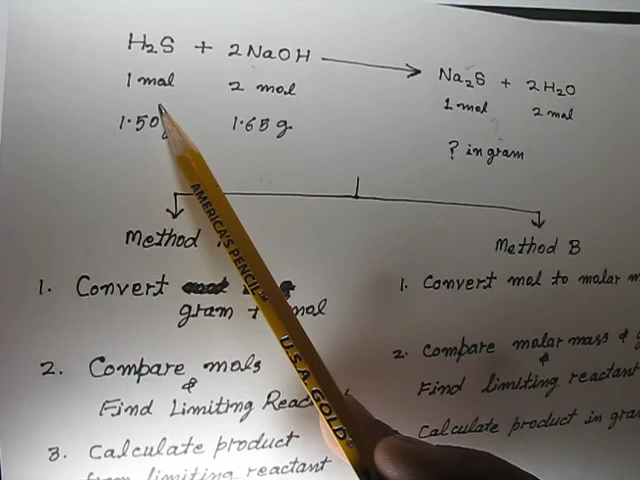 H2S + 2NaOH → Na2S + 2H2O
1 mol 2 mol 1 mol 2 mol
1.50 1.65 g
? in gram
Method Method B
1. Convert
gram mol
2. Compare mols
&
Find Limiting Reac
3. Calculate product
from limiting reactant
1. Convert mol to molar m
2. Compare molar mass & g
&
Find limiting reactant
Calculate product in gra
AMERICA'S PENCIL U.S.A. GOLD